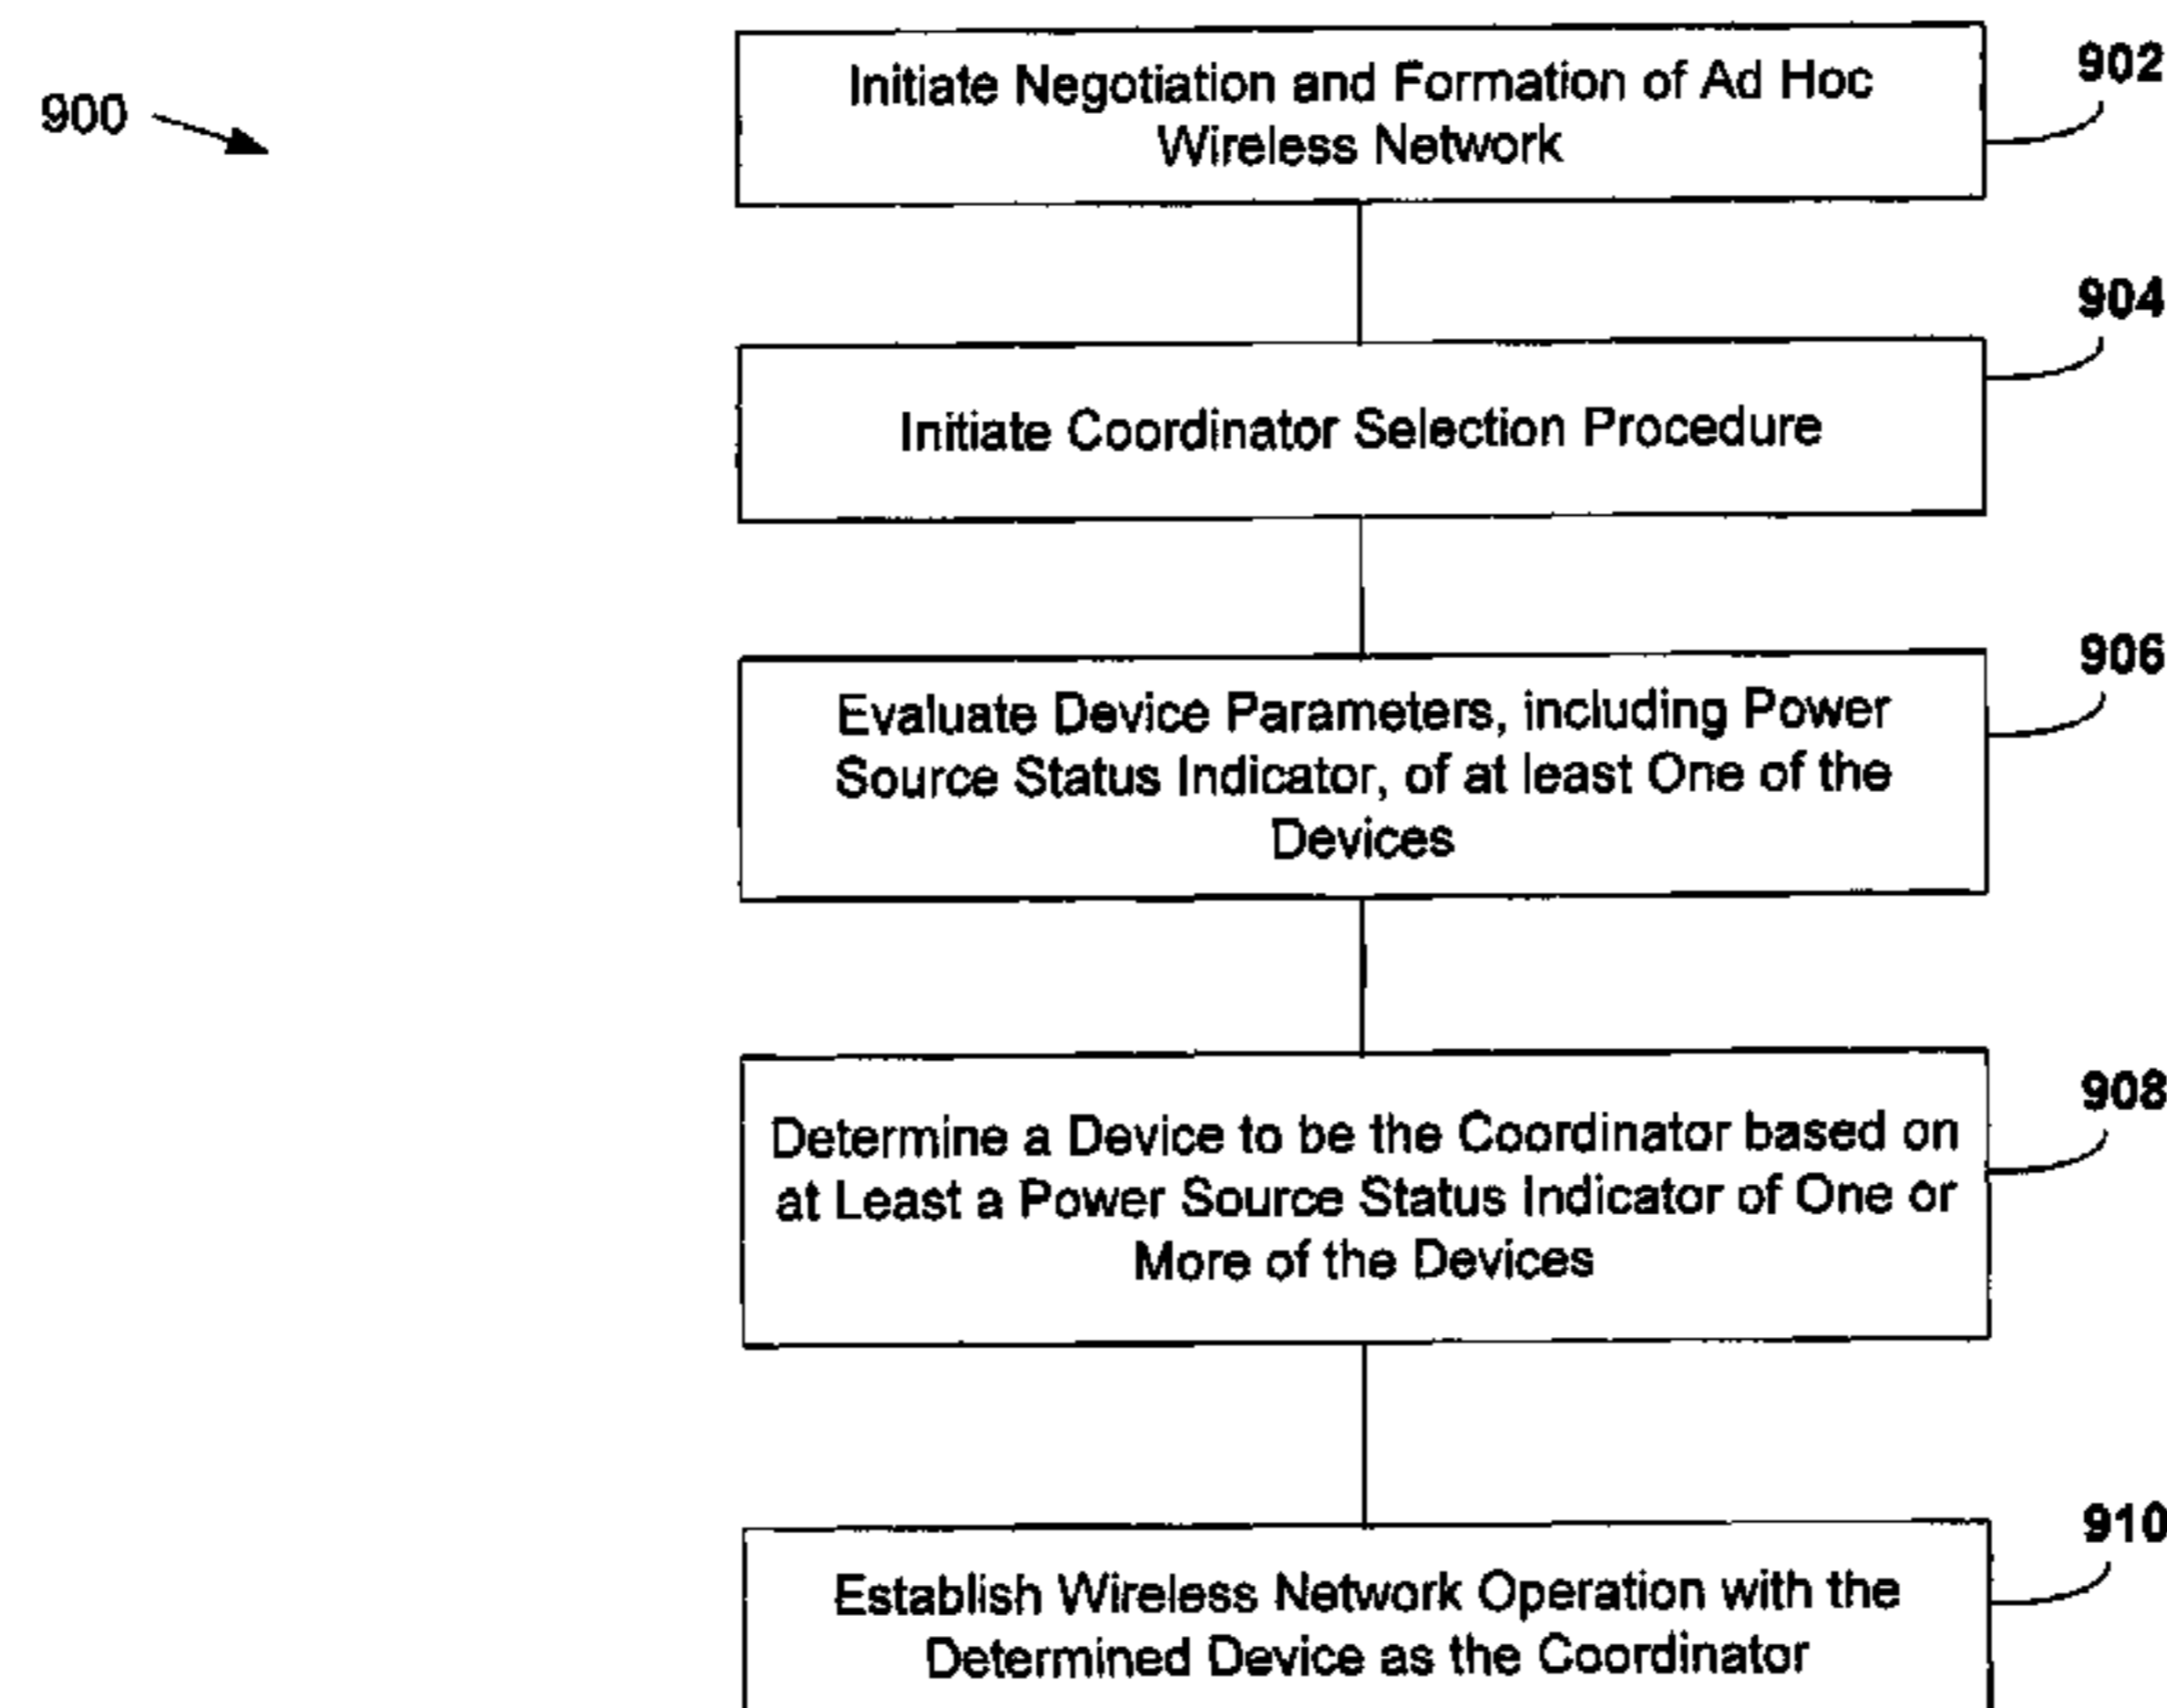 900
Initiate Negotiation and Formation of Ad Hoc
Wireless Network
902
Initiate Coordinator Selection Procedure
904
Evaluate Device Parameters, including Power
Source Status Indicator, of at least One of the
Devices
906
Determine a Device to be the Coordinator based on
at Least a Power Source Status Indicator of One or
More of the Devices
908
Establish Wireless Network Operation with the
Determined Device as the Coordinator
910